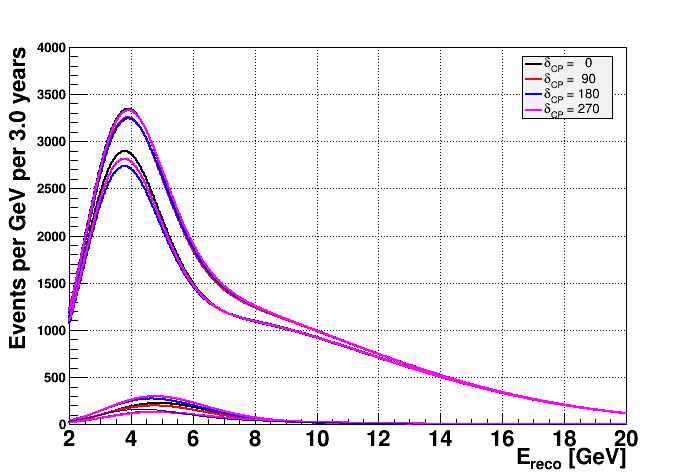 Events per GeV per 3.0 years
4000
3500
3000
2500
2000
1500
1000
500
0
δCP = 0
δCP = 90
δCP = 180
δCP = 270
2 4 6 8 10 12 14 16 18 20
Ereco [GeV]